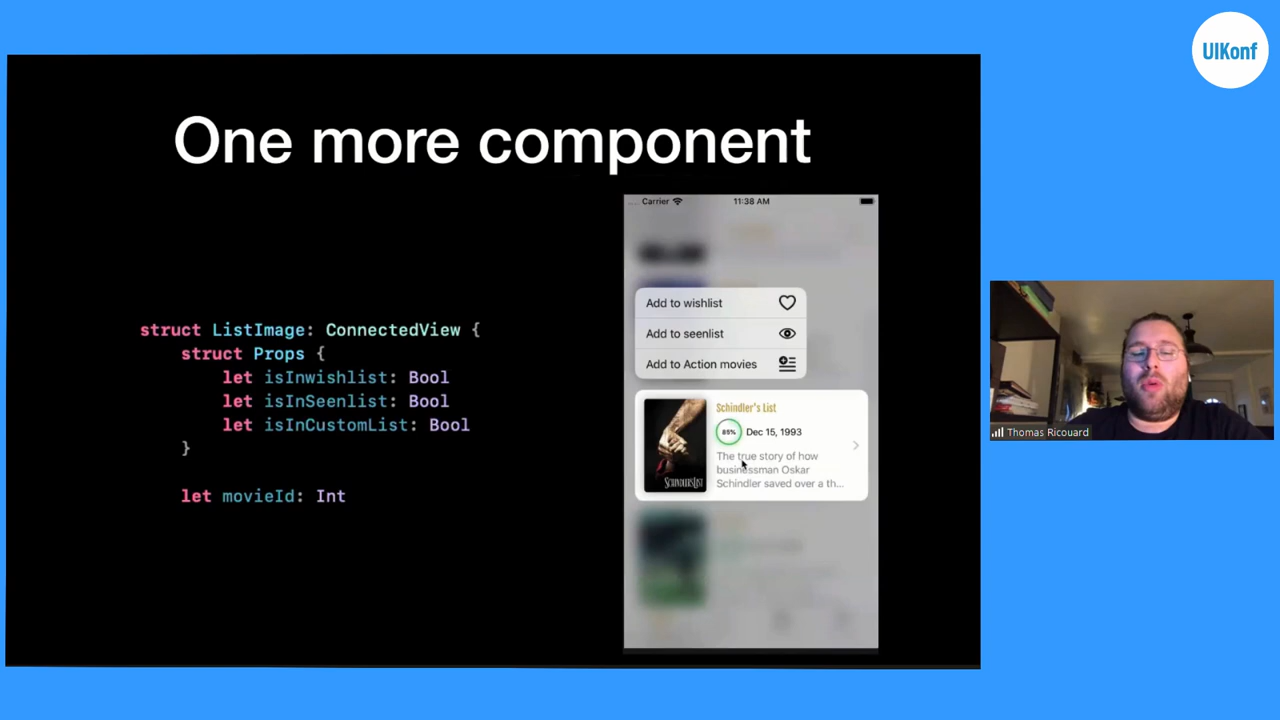 UIKonf
One more component
struct ListImage: ConnectedView {
struct Props {
let isInwishlist: Bool
let isInSeenlist: Bool
let isInCustomList: Bool
}
let movieId: Int
Carrier
11:38 AM
Add to wishlist
Add to seenlist
Add to Action movies
Schindler's List
85%
Dec 15, 1993
The true story of how
businessman Oskar
Schindler saved over a th...
SCHINDLER'S LIST
Thomas Ricouard